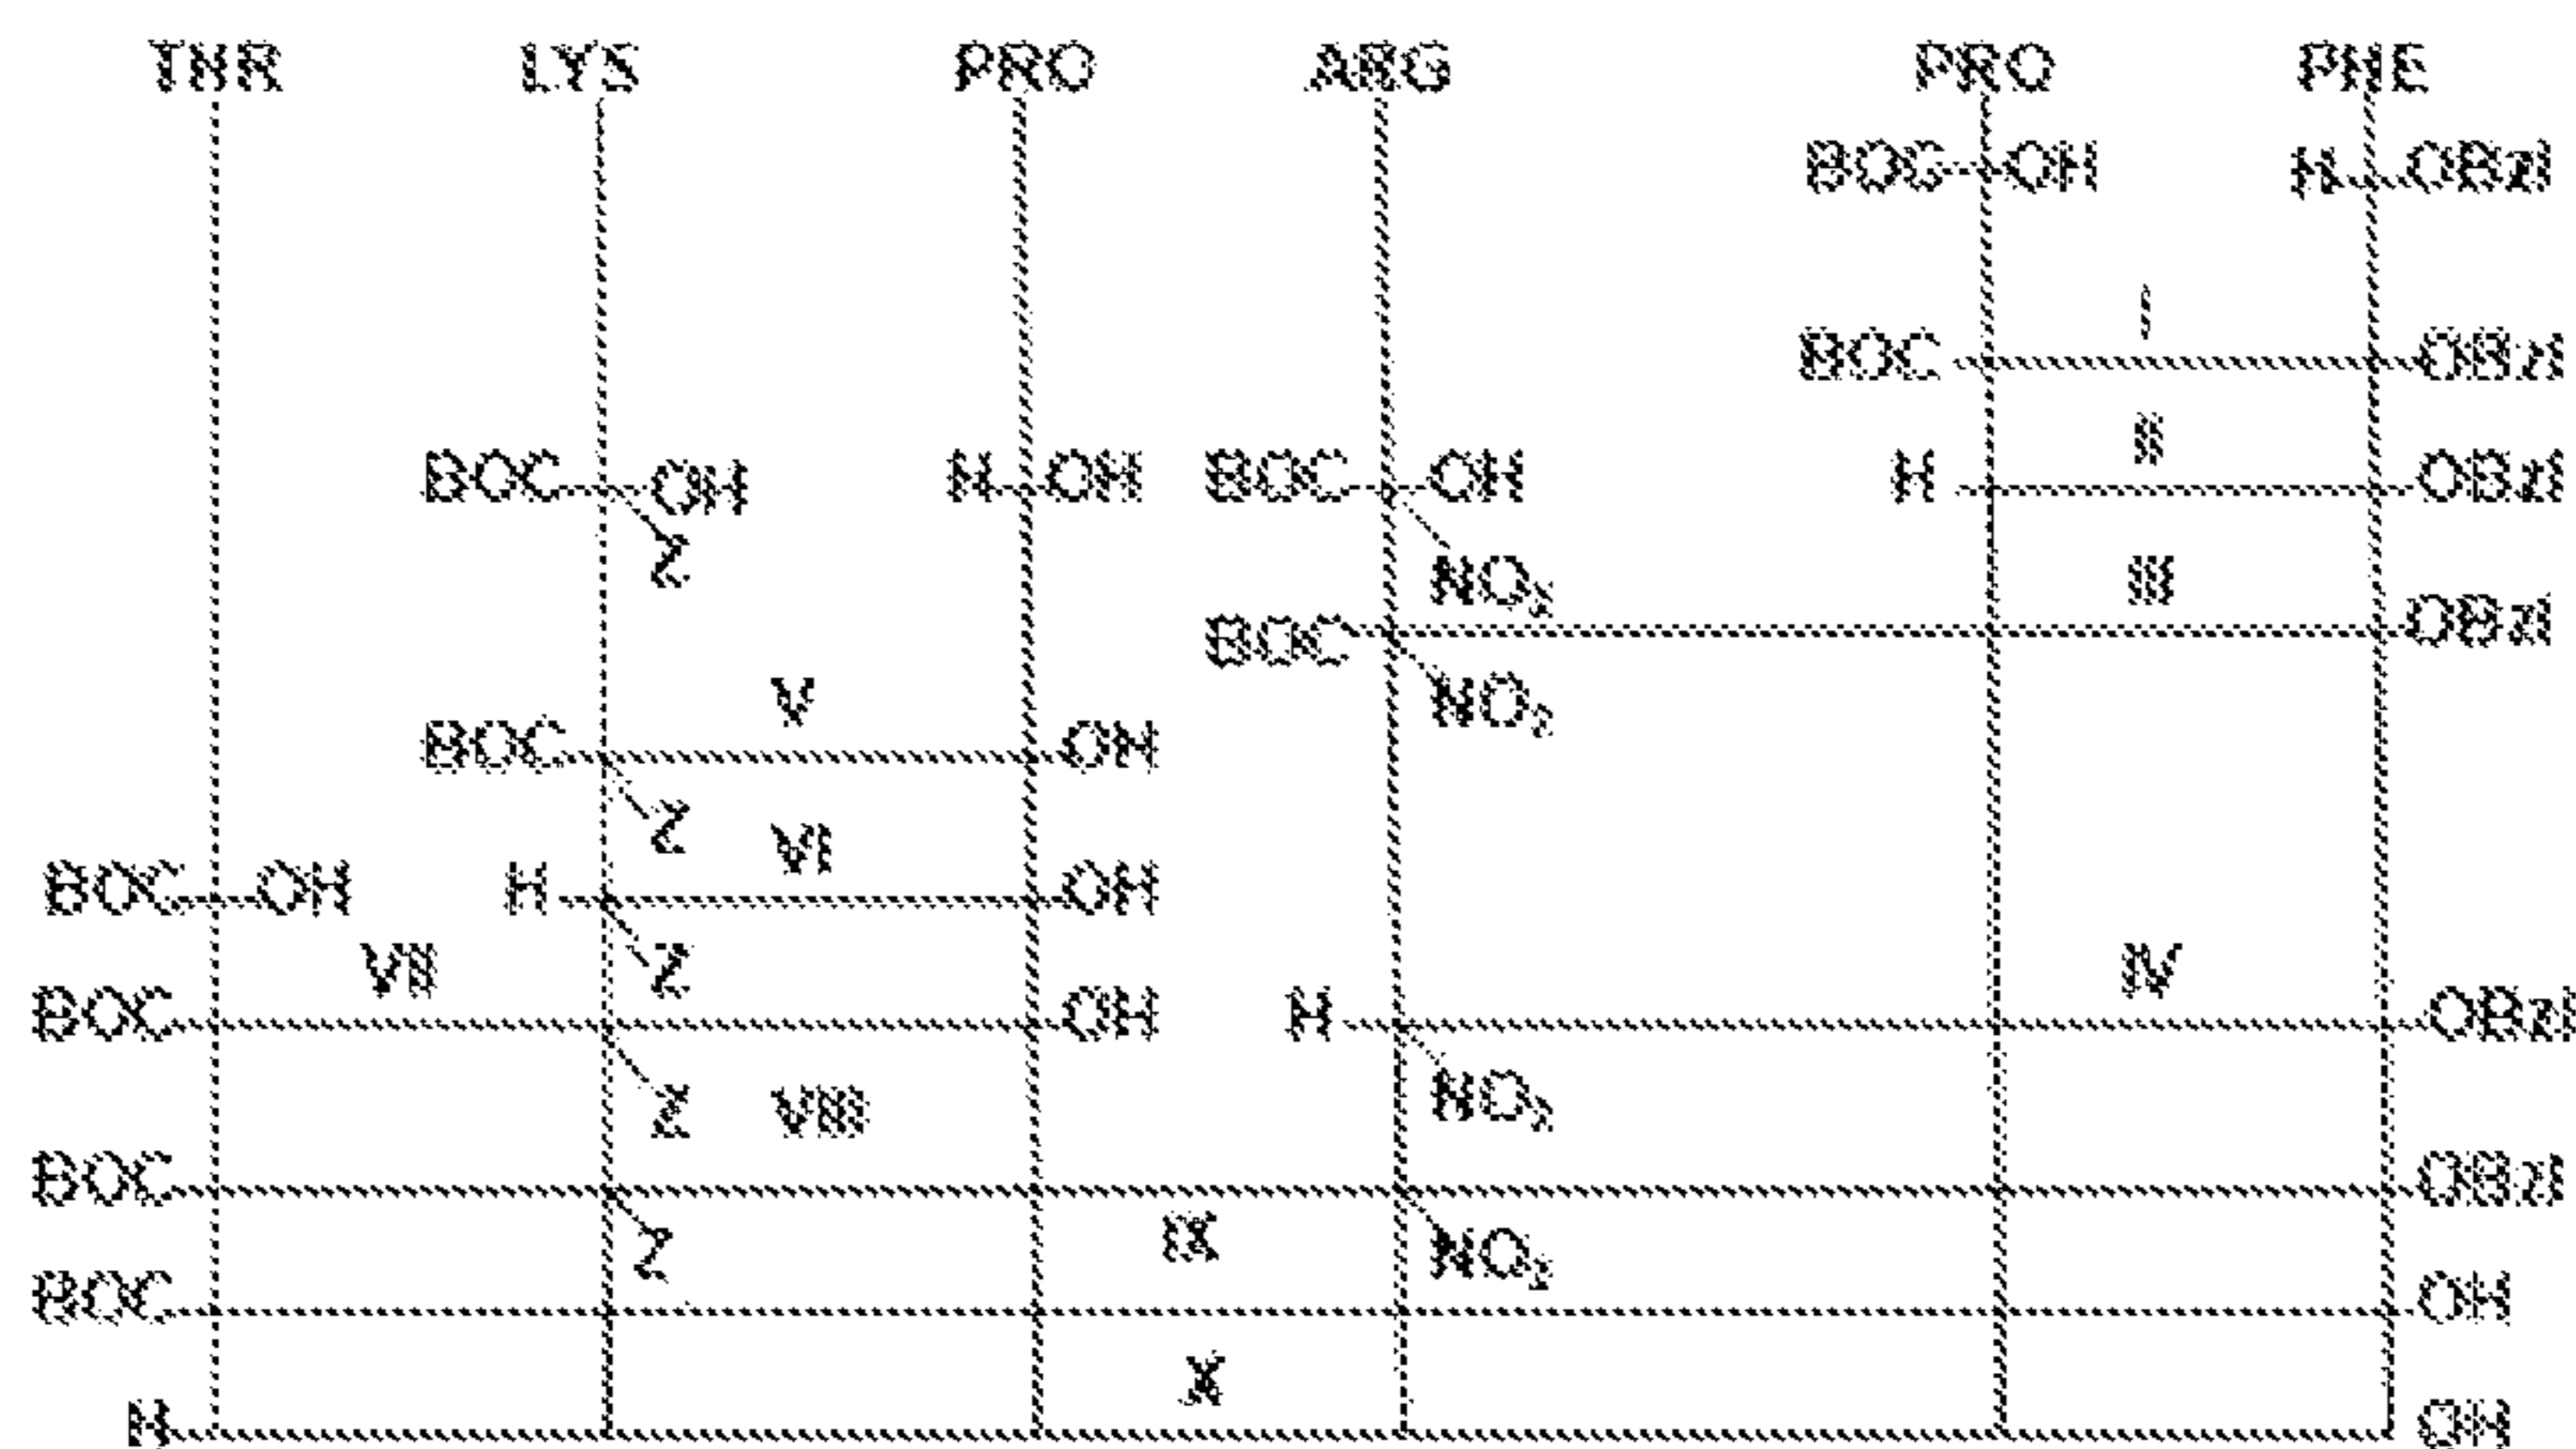 THR LYS PRO ARG PRO PHE
BOC OH H OBzl
I
BOC OBzl
II
BOC OH H OH BOC OH H OBzl
Z NO₂ III
BOC OBzl
V NO₂
BOC OH
Z VI
BOC OH H OH
VII Z IV
BOC OH H OBzl
Z VIII NO₂
BOC OBzl
Z IX NO₂
BOC OH
X
H OH